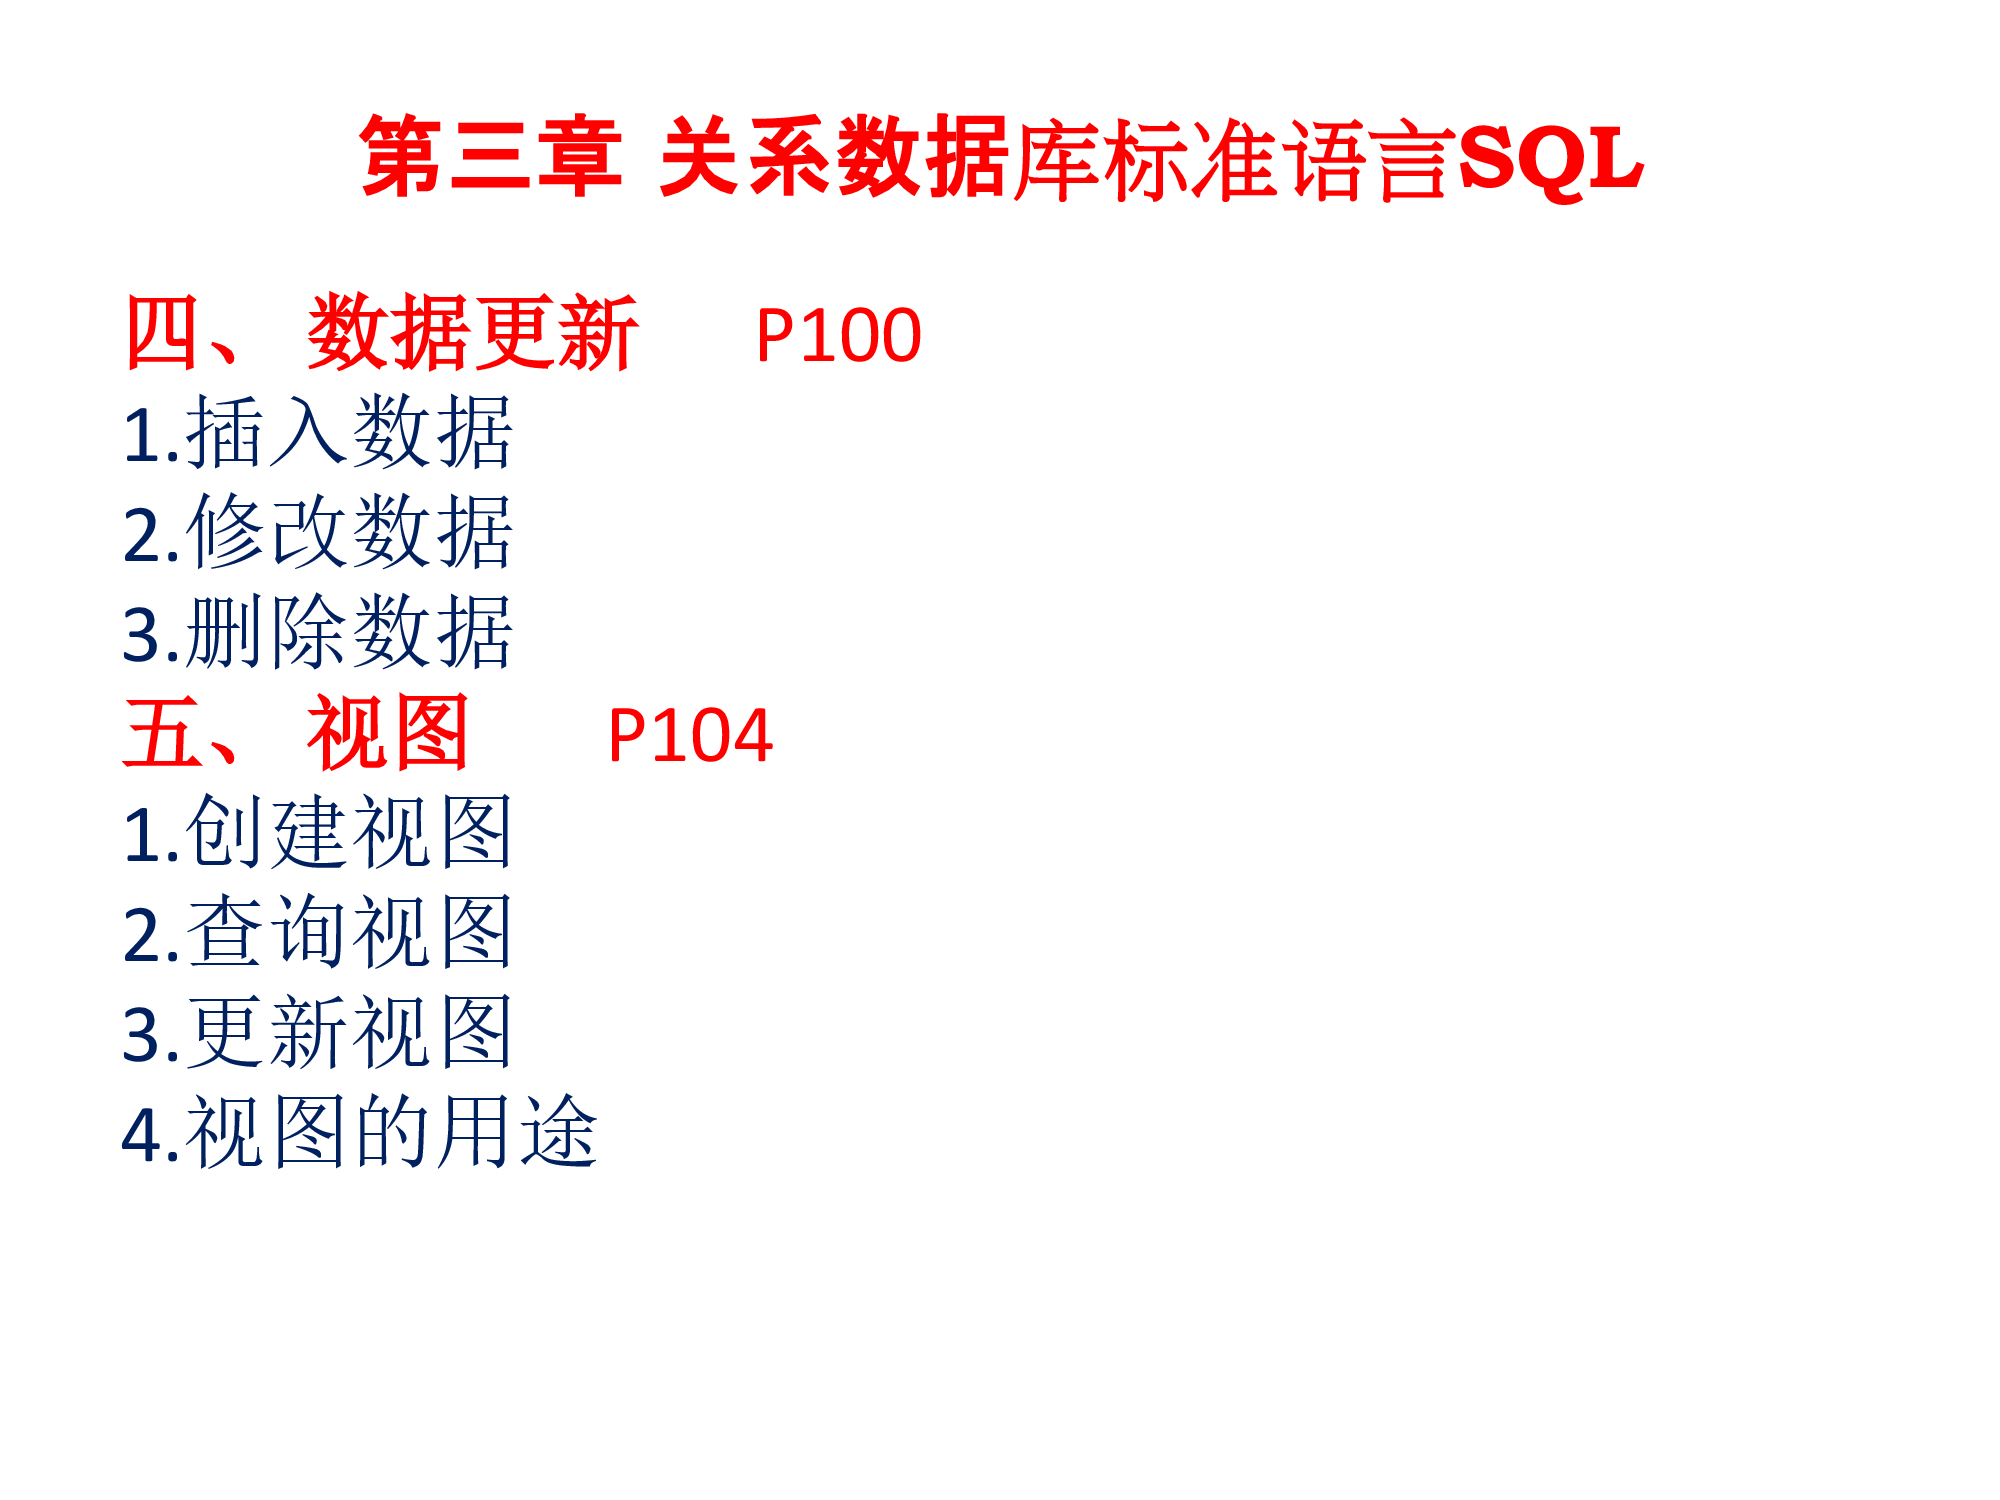 第三章 关系数据库标准语言SQL
四、 数据更新 P100
1.插入数据
2.修改数据
3.删除数据
五、 视图 P104
1.创建视图
2.查询视图
3.更新视图
4.视图的用途